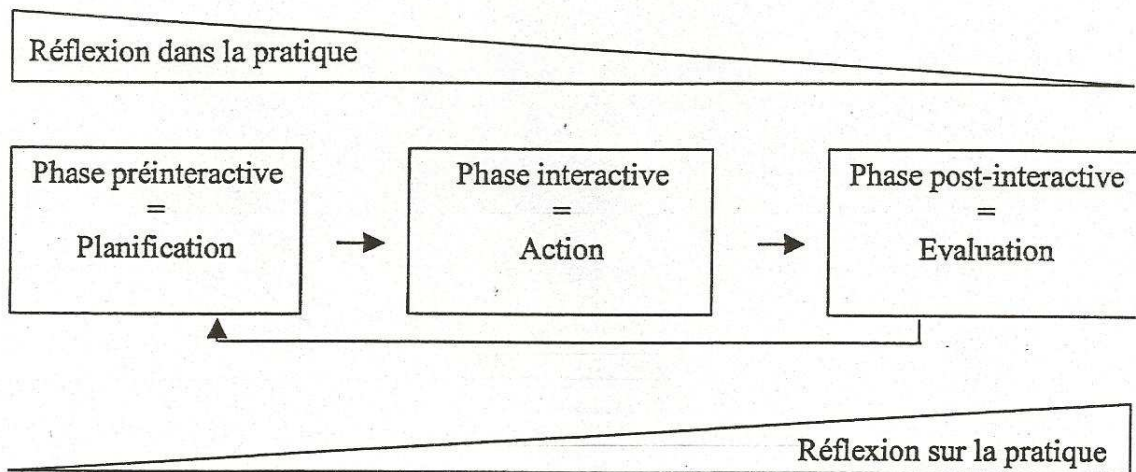 Réflexion dans la pratique
Phase préinteractive
=
Planification
Phase interactive
=
Action
Phase post-interactive
=
Evaluation
Réflexion sur la pratique